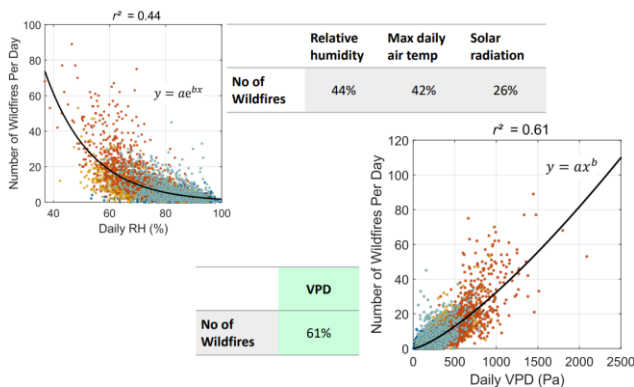 r² = 0.44
Number of Wildfires Per Day
100
80
60
40
20
0
y = ae^{bx}
40
60
80
100
Daily RH (%)
Relative humidity
Max daily air temp
Solar radiation
No of Wildfires
44%
42%
26%
r² = 0.61
Number of Wildfires Per Day
120
100
80
60
40
20
0
y = ax^b
0
500
1000
1500
2000
2500
Daily VPD (Pa)
VPD
No of Wildfires
61%